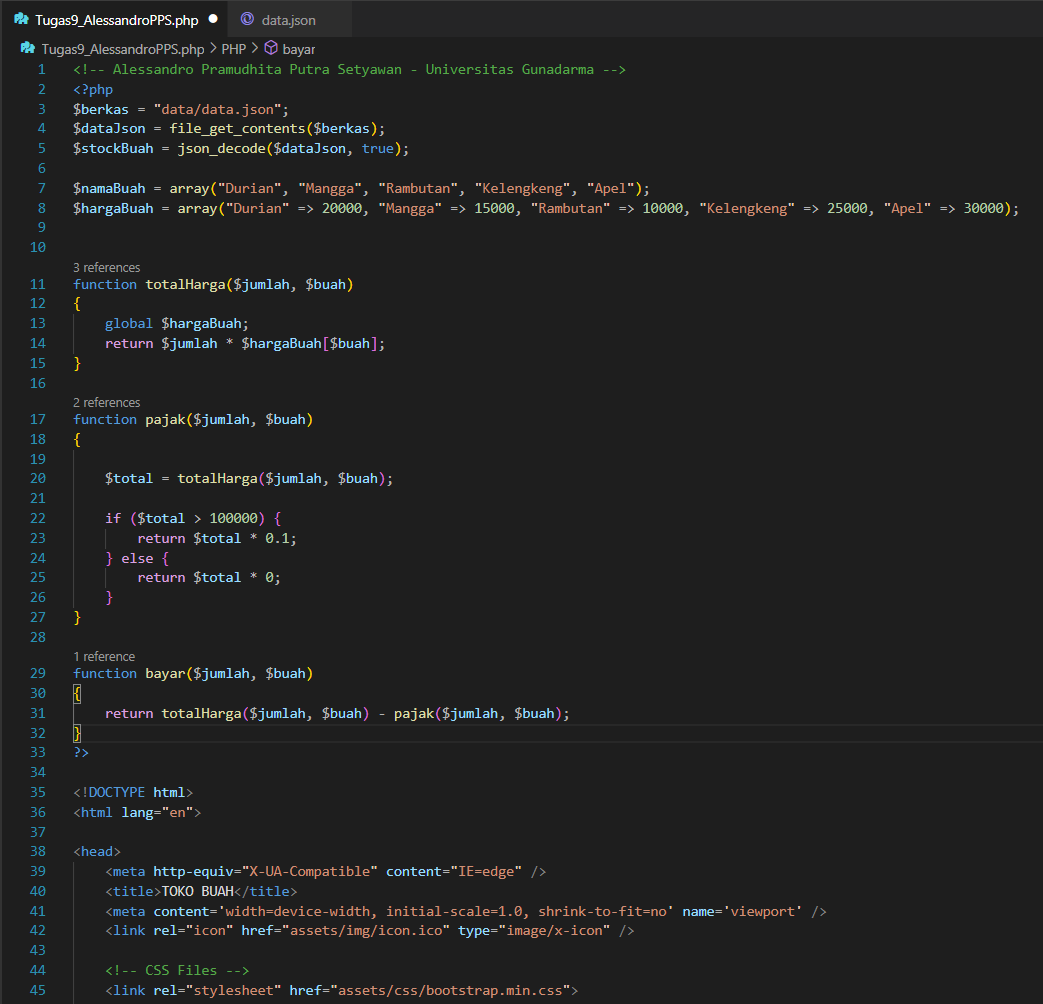 Tugas9_AlessandroPPS.php ● data.json
Tugas9_AlessandroPPS.php > PHP > bayar
1 <!-- Alessandro Pramudhita Putra Setyawan - Universitas Gunadarma -->
2 <?php
3 $berkas = "data/data.json";
4 $dataJson = file_get_contents($berkas);
5 $stockBuah = json_decode($dataJson, true);
6
7 $namaBuah = array("Durian", "Mangga", "Rambutan", "Kelengkeng", "Apel");
8 $hargaBuah = array("Durian" => 20000, "Mangga" => 15000, "Rambutan" => 10000, "Kelengkeng" => 25000, "Apel" => 30000);
9
10
3 references
11 function totalHarga($jumlah, $buah)
12 {
13     global $hargaBuah;
14     return $jumlah * $hargaBuah[$buah];
15 }
16
2 references
17 function pajak($jumlah, $buah)
18 {
19
20     $total = totalHarga($jumlah, $buah);
21
22     if ($total > 100000) {
23         return $total * 0.1;
24     } else {
25         return $total * 0;
26     }
27 }
28
1 reference
29 function bayar($jumlah, $buah)
30 {
31     return totalHarga($jumlah, $buah) - pajak($jumlah, $buah);
32 }
33 ?>
34
35 <!DOCTYPE html>
36 <html lang="en">
37
38 <head>
39     <meta http-equiv="X-UA-Compatible" content="IE=edge" />
40     <title>TOKO BUAH</title>
41     <meta content='width=device-width, initial-scale=1.0, shrink-to-fit=no' name='viewport' />
42     <link rel="icon" href="assets/img/icon.ico" type="image/x-icon" />
43
44     <!-- CSS Files -->
45     <link rel="stylesheet" href="assets/css/bootstrap.min.css">